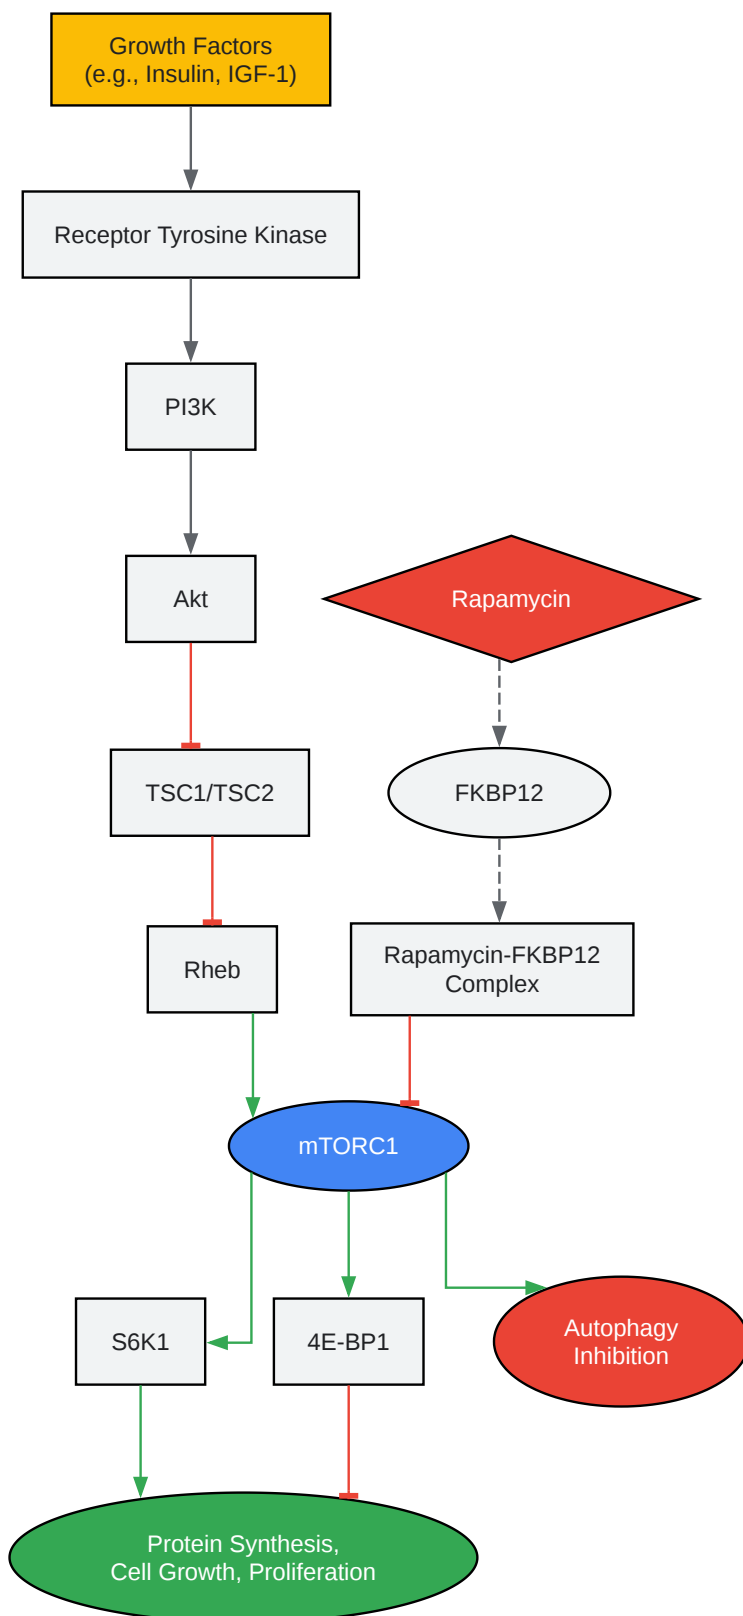 Growth Factors
(e.g., Insulin, IGF-1)
Receptor Tyrosine Kinase
PI3K
Akt
Rapamycin
TSC1/TSC2
FKBP12
Rheb
Rapamycin-FKBP12
Complex
mTORC1
S6K1
4E-BP1
Autophagy
Inhibition
Protein Synthesis,
Cell Growth, Proliferation